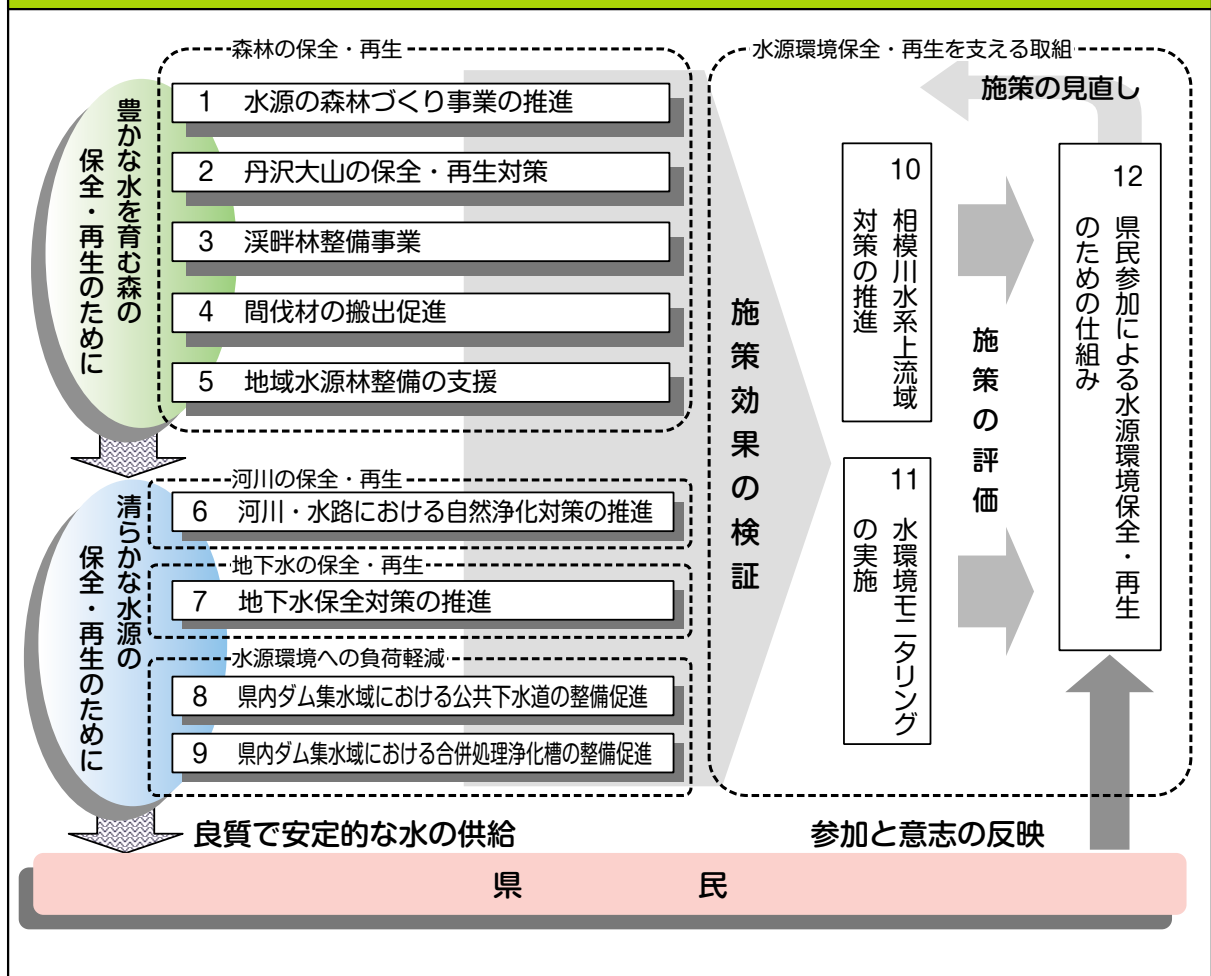 森林の保全・再生
豊かな水を育む森の
保全・再生のために
1 水源の森林づくり事業の推進
2 丹沢大山の保全・再生対策
3 渓畔林整備事業
4 間伐材の搬出促進
5 地域水源林整備の支援
清らかな水源の
保全・再生のために
河川の保全・再生
6 河川・水路における自然浄化対策の推進
地下水の保全・再生
7 地下水保全対策の推進
水源環境への負荷軽減
8 県内ダム集水域における公共下水道の整備促進
9 県内ダム集水域における合併処理浄化槽の整備促進
施策効果の検証
水源環境保全・再生を支える取組
施策の見直し
10 相模川水系上流域
対策の推進
11 水環境モニタリング
の実施
施策の評価
12 県民参加による水源環境保全・再生
のための仕組み
良質で安定的な水の供給
参加と意志の反映
県 民